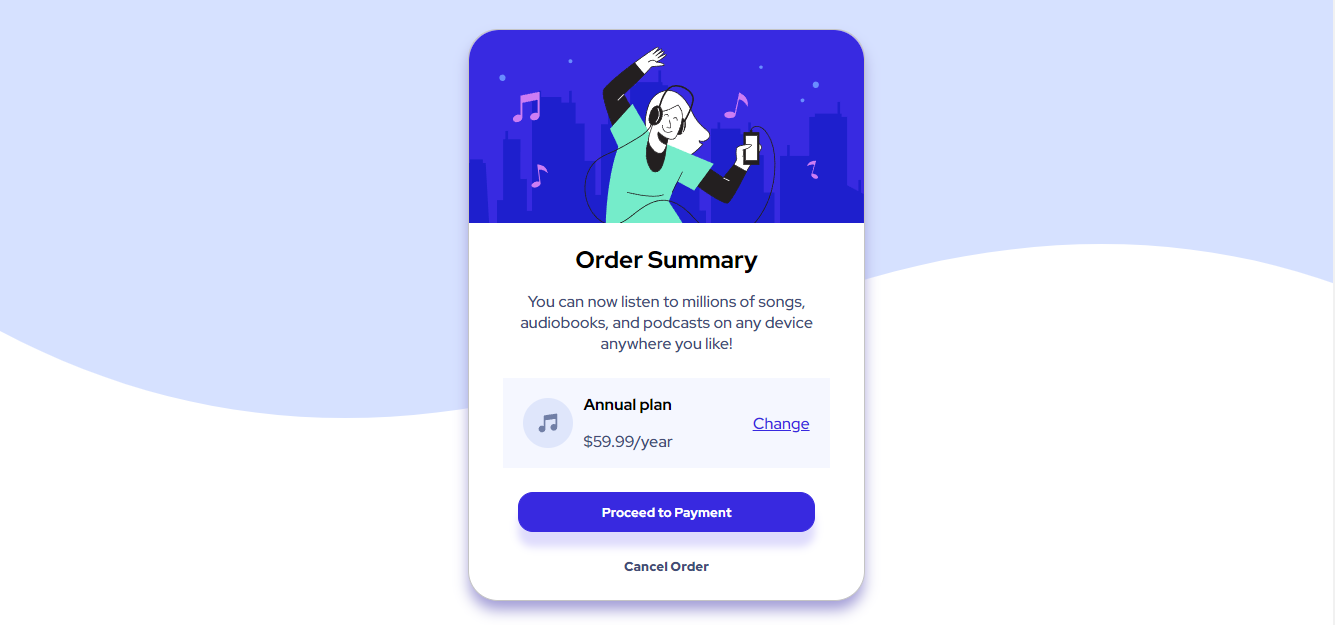 Order Summary
You can now listen to millions of songs,
audiobooks, and podcasts on any device
anywhere you like!
Annual plan
$59.99/year
Change
Proceed to Payment
Cancel Order